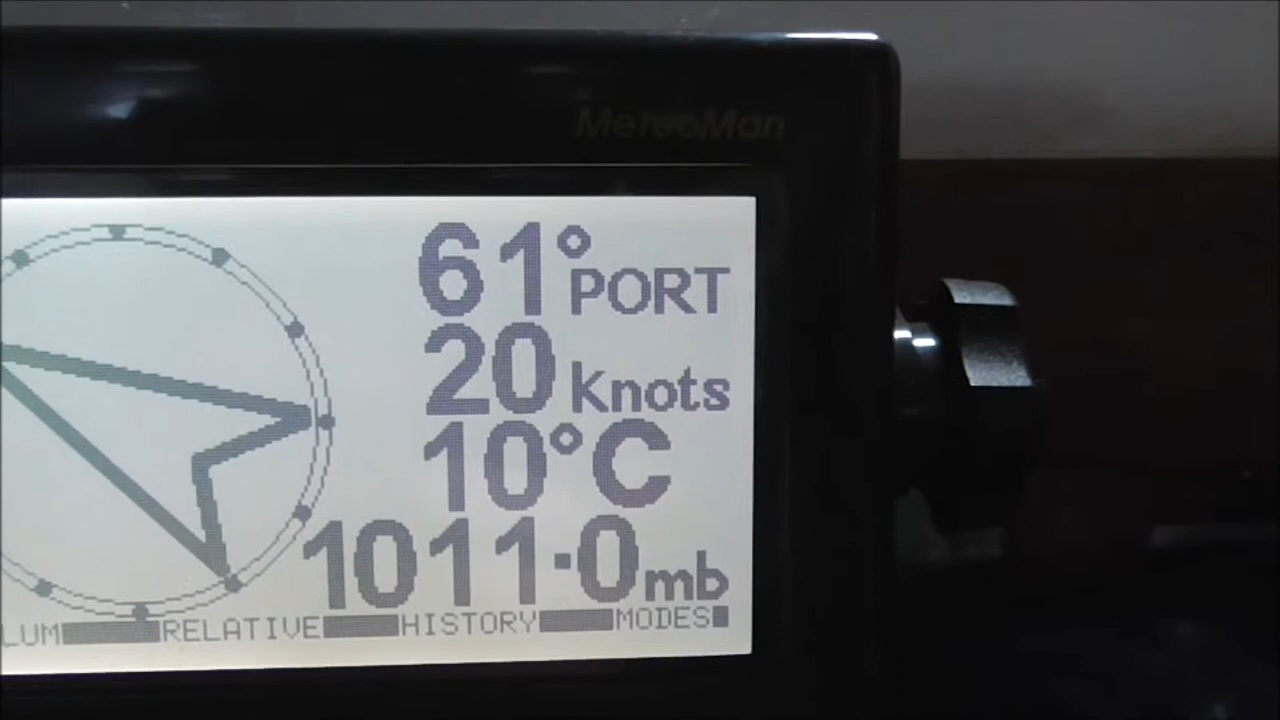 MeteoMan
61° PORT
20 Knots
10°C
1011.0mb
LUM RELATIVE HISTORY MODES